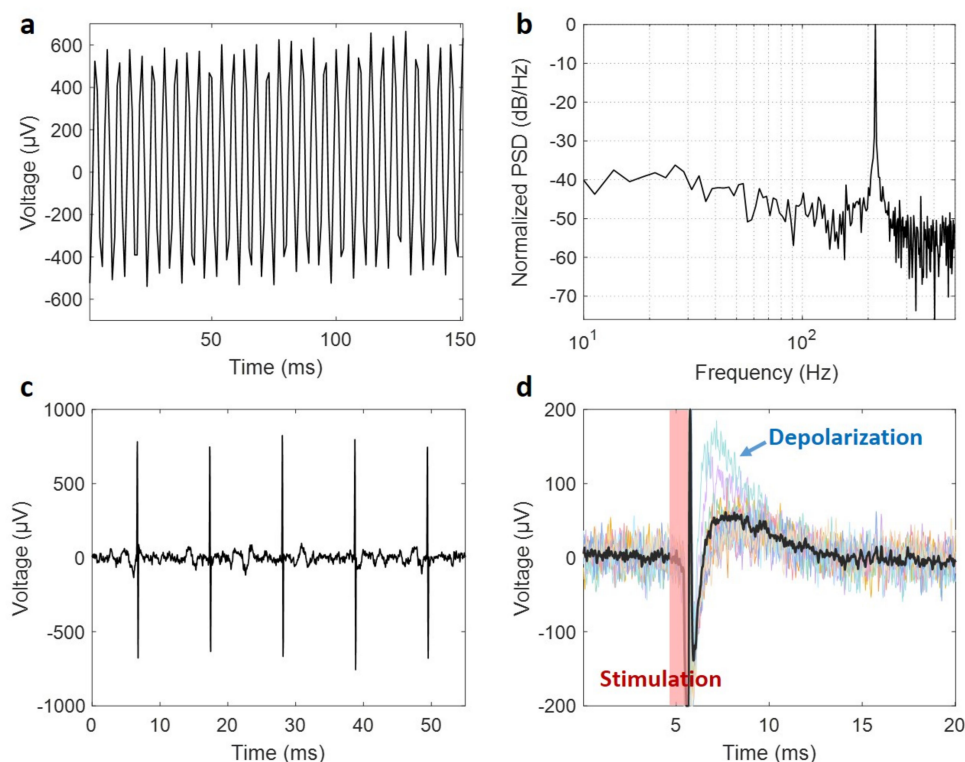 a
600
400
200
0
-200
-400
-600
Voltage (µV)
50
100
150
Time (ms)
b
0
-10
-20
-30
-40
-50
-60
-70
Normalized PSD (dB/Hz)
10¹
10²
Frequency (Hz)
c
1000
500
0
-500
-1000
Voltage (µV)
0
10
20
30
40
50
Time (ms)
d
200
100
0
-100
-200
Voltage (µV)
Depolarization
Stimulation
0
5
10
15
20
Time (ms)